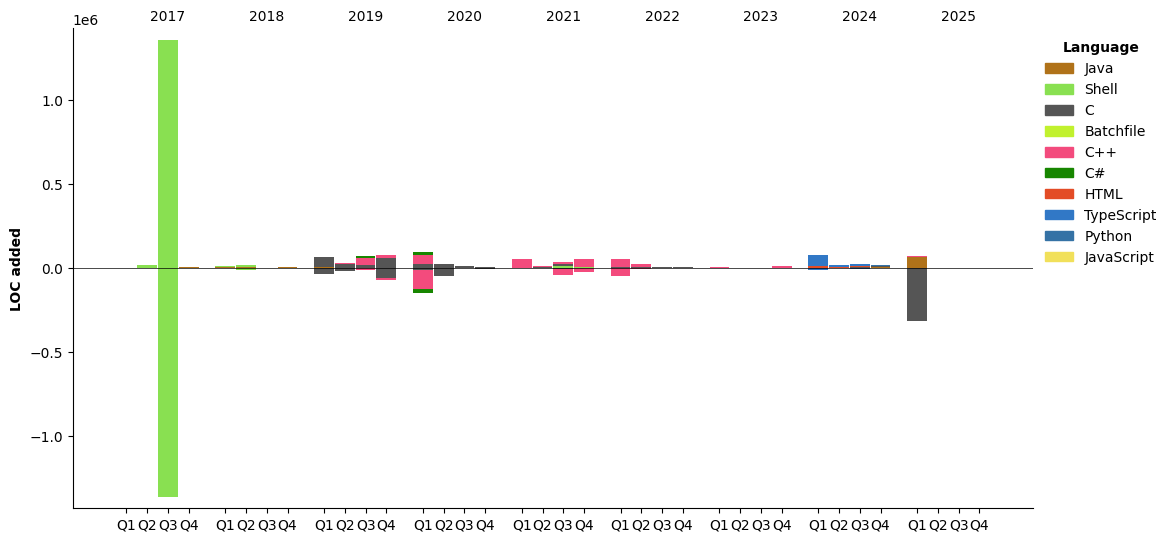 2017 2018 2019 2020 2021 2022 2023 2024 2025
1e6
Language
Java
Shell
C
Batchfile
C++
C#
HTML
TypeScript
Python
JavaScript
LOC added
1.0
0.5
0.0
−0.5
−1.0
Q1 Q2 Q3 Q4 Q1 Q2 Q3 Q4 Q1 Q2 Q3 Q4 Q1 Q2 Q3 Q4 Q1 Q2 Q3 Q4 Q1 Q2 Q3 Q4 Q1 Q2 Q3 Q4 Q1 Q2 Q3 Q4 Q1 Q2 Q3 Q4